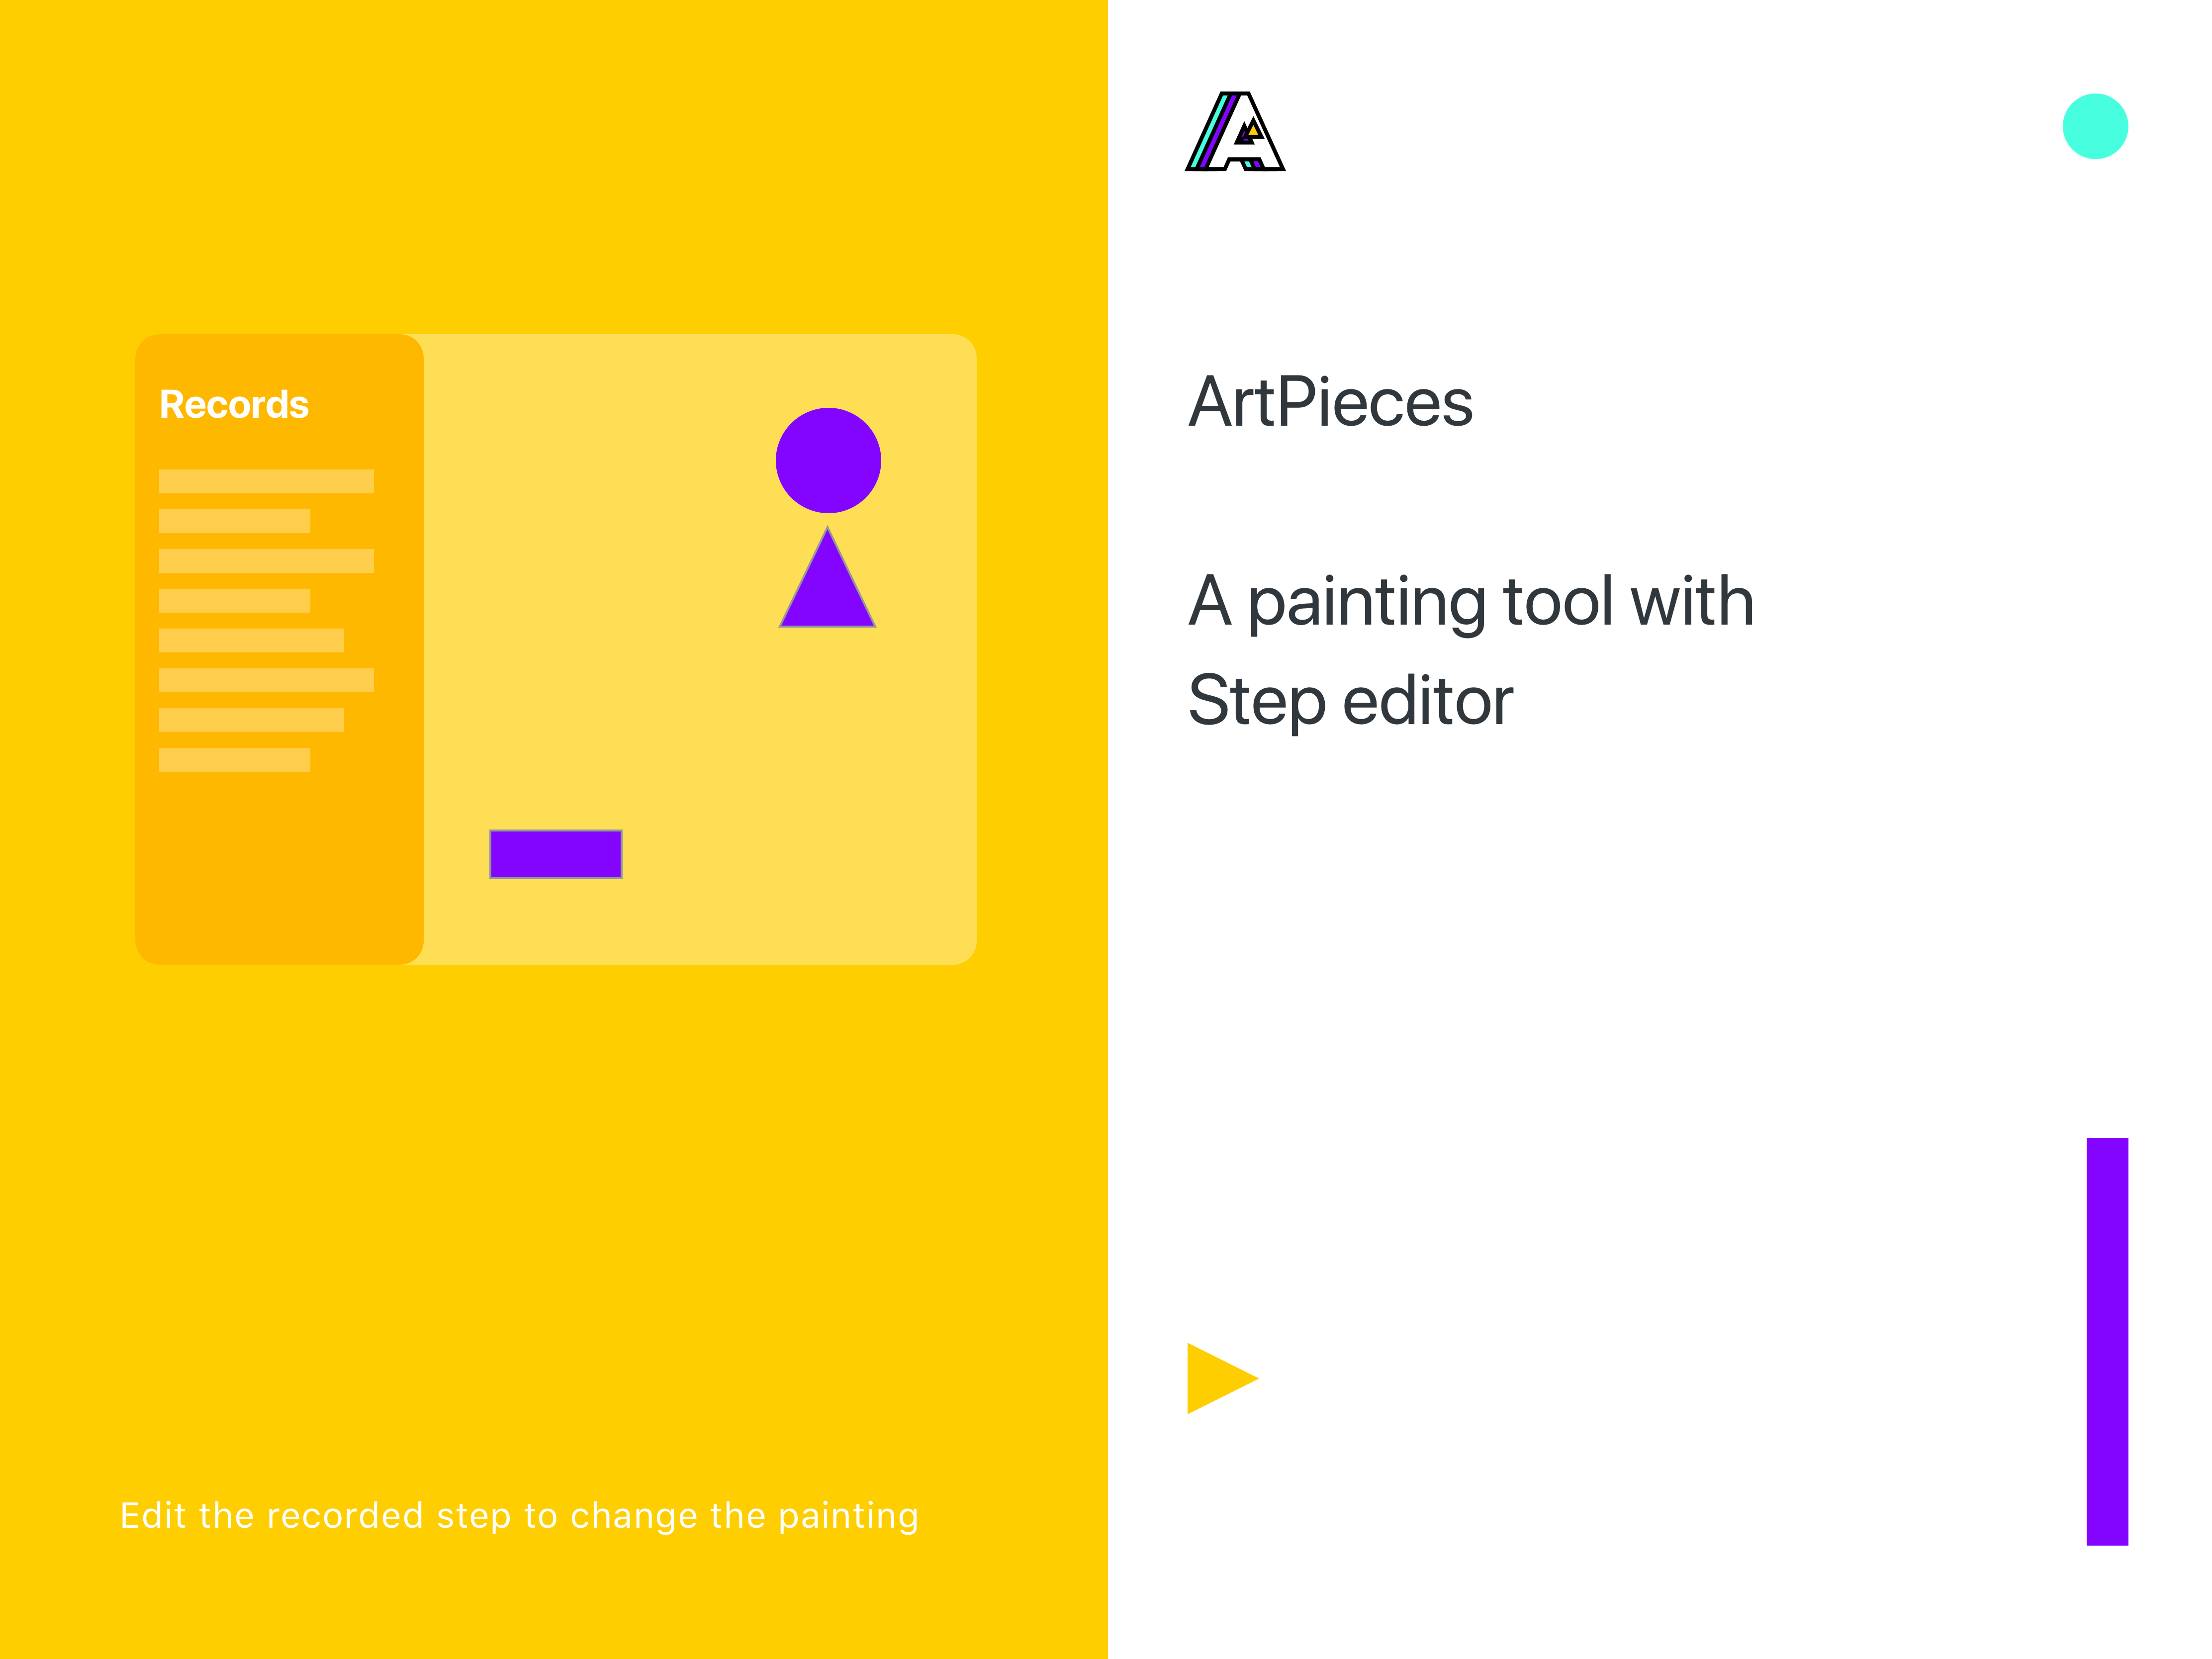 Records
Edit the recorded step to change the painting
ArtPieces
A painting tool with
Step editor